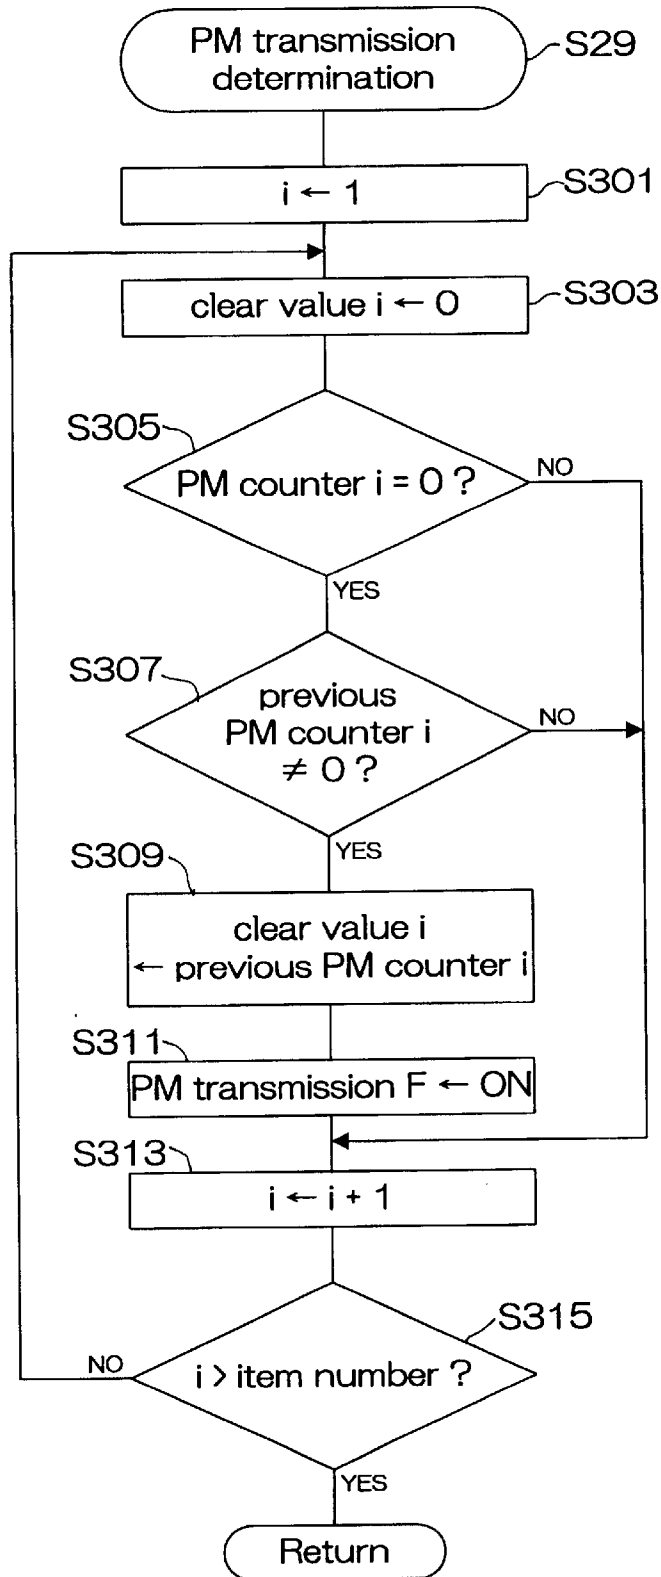 PM transmission
determination
S29
S301
i ← 1
S303
clear value i ← 0
S305
PM counter i = 0 ?
NO
YES
S307
previous
PM counter i
≠ 0 ?
NO
YES
S309
clear value i
← previous PM counter i
S311
PM transmission F ← ON
S313
i ← i + 1
S315
i > item number ?
NO
YES
Return